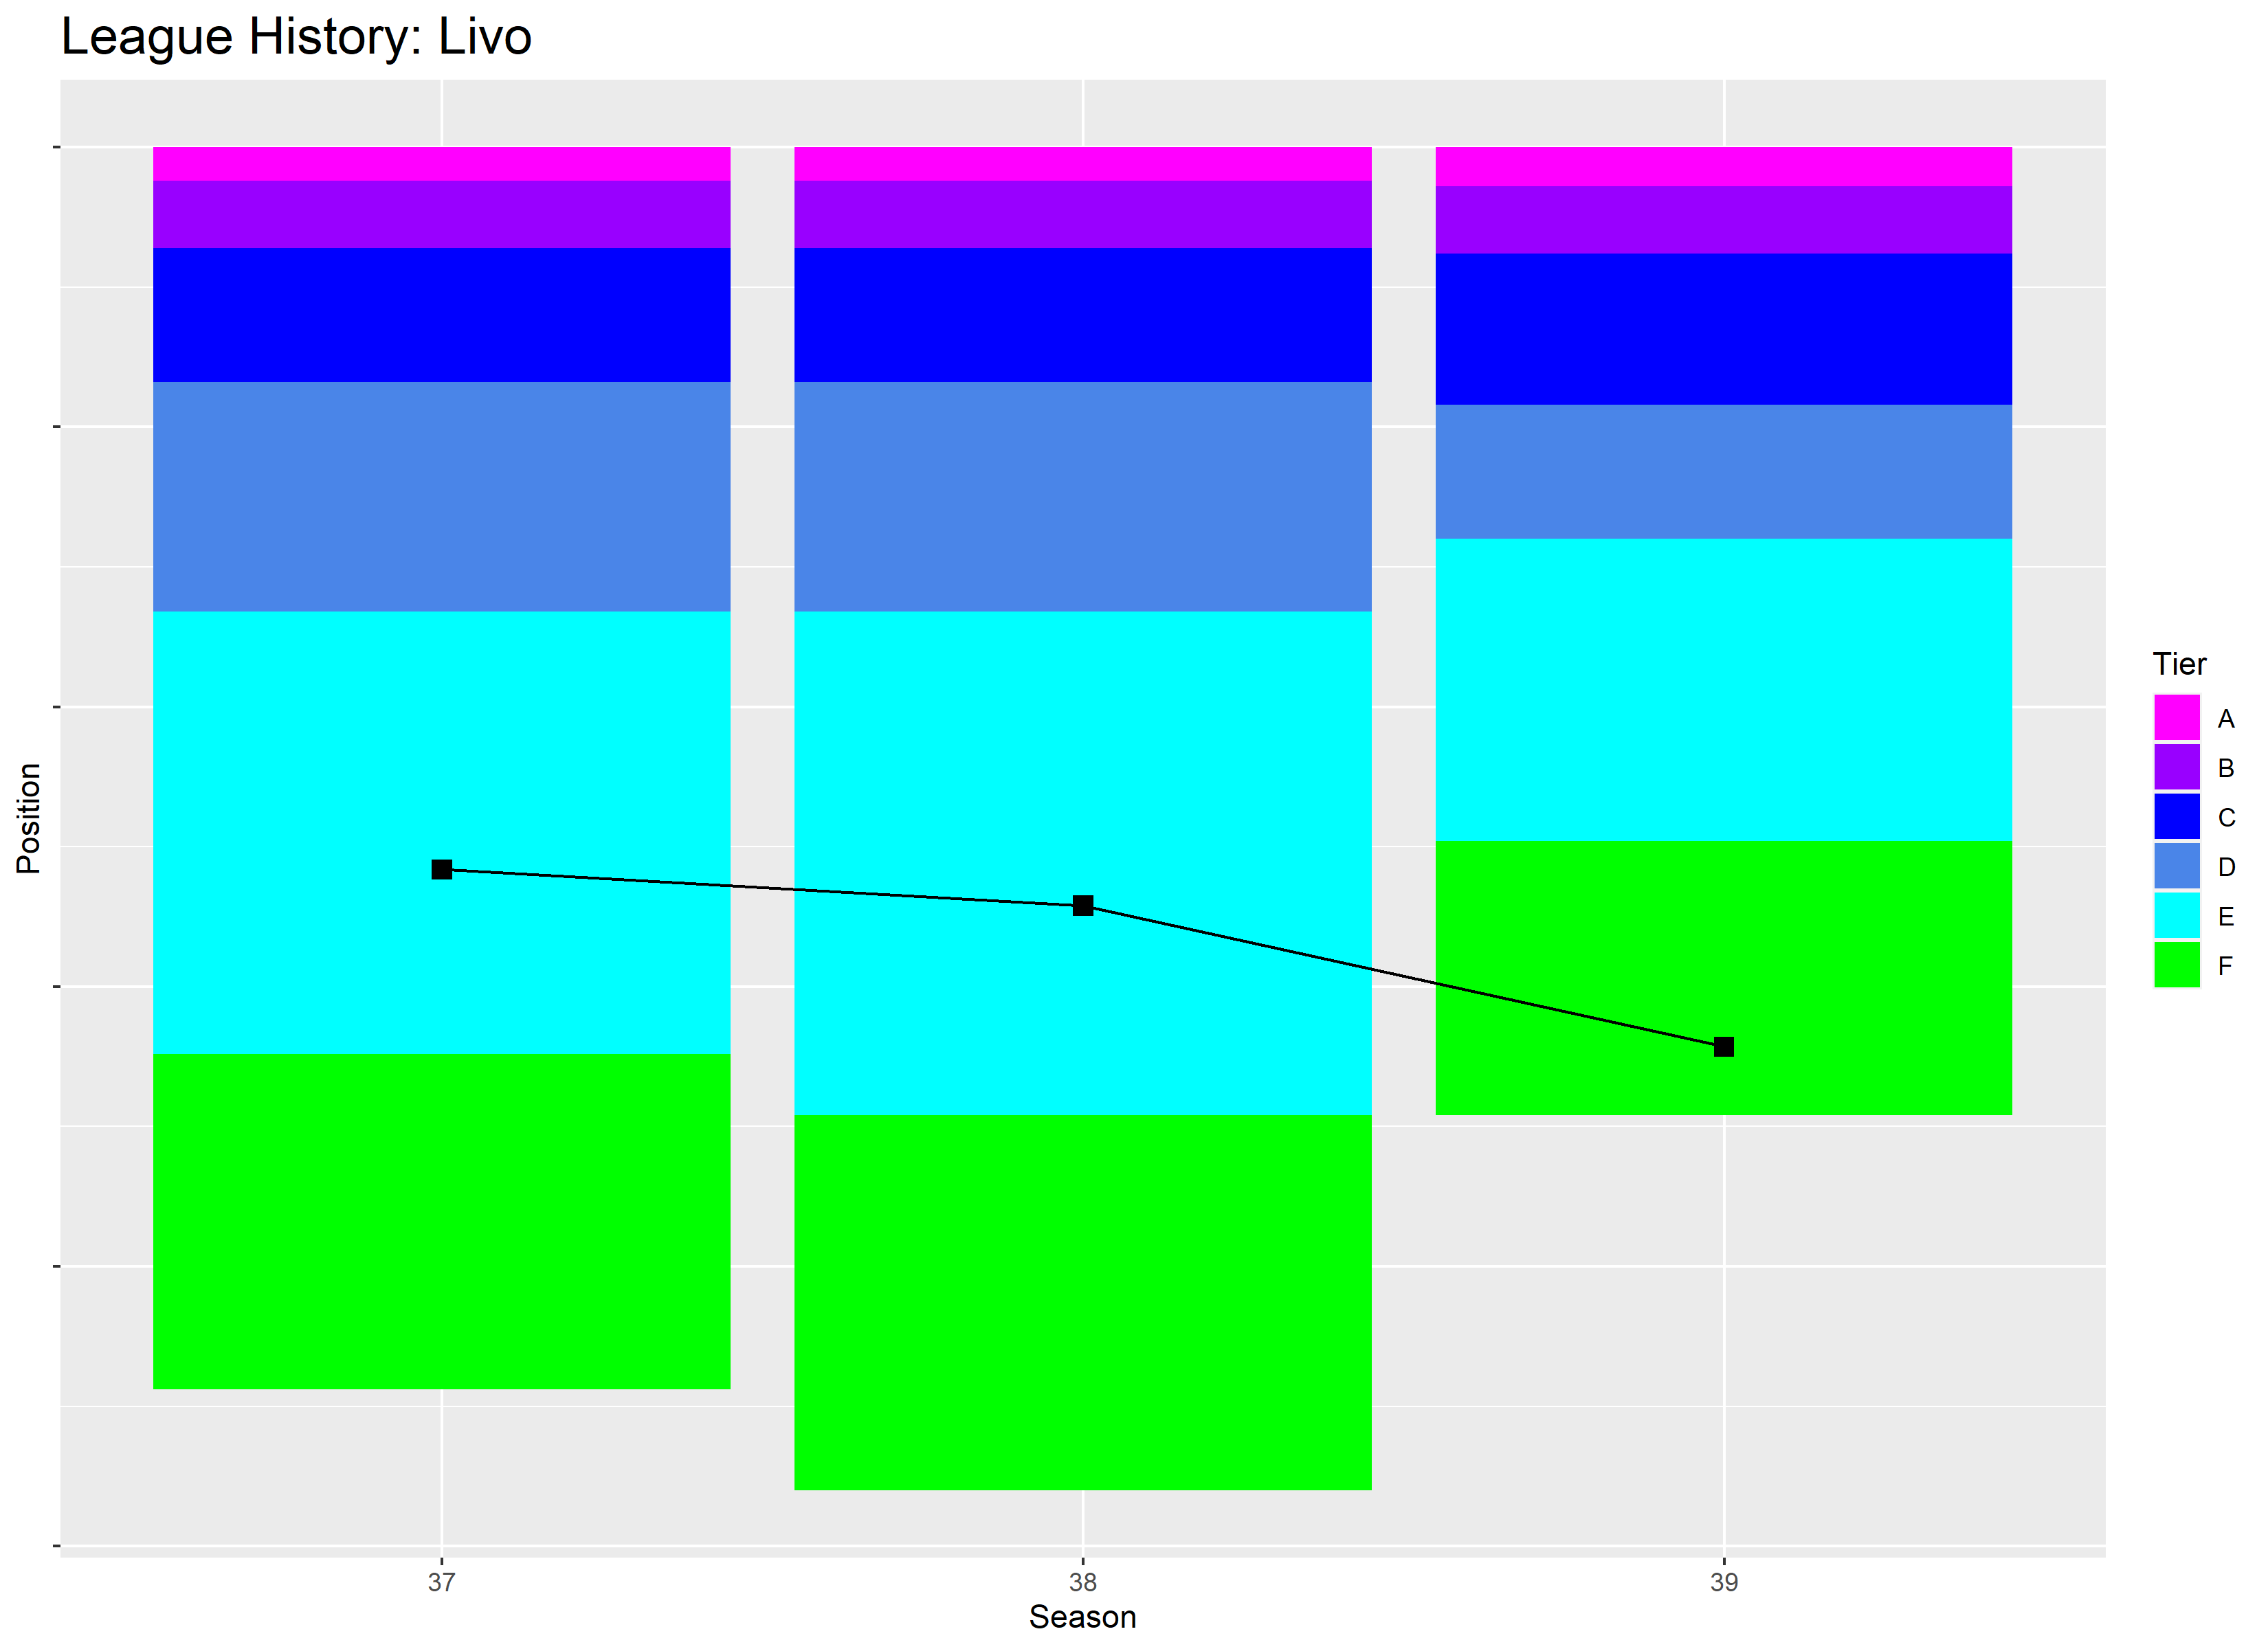 League History: Livo
Position
37
38
39
Season
Tier
A
B
C
D
E
F